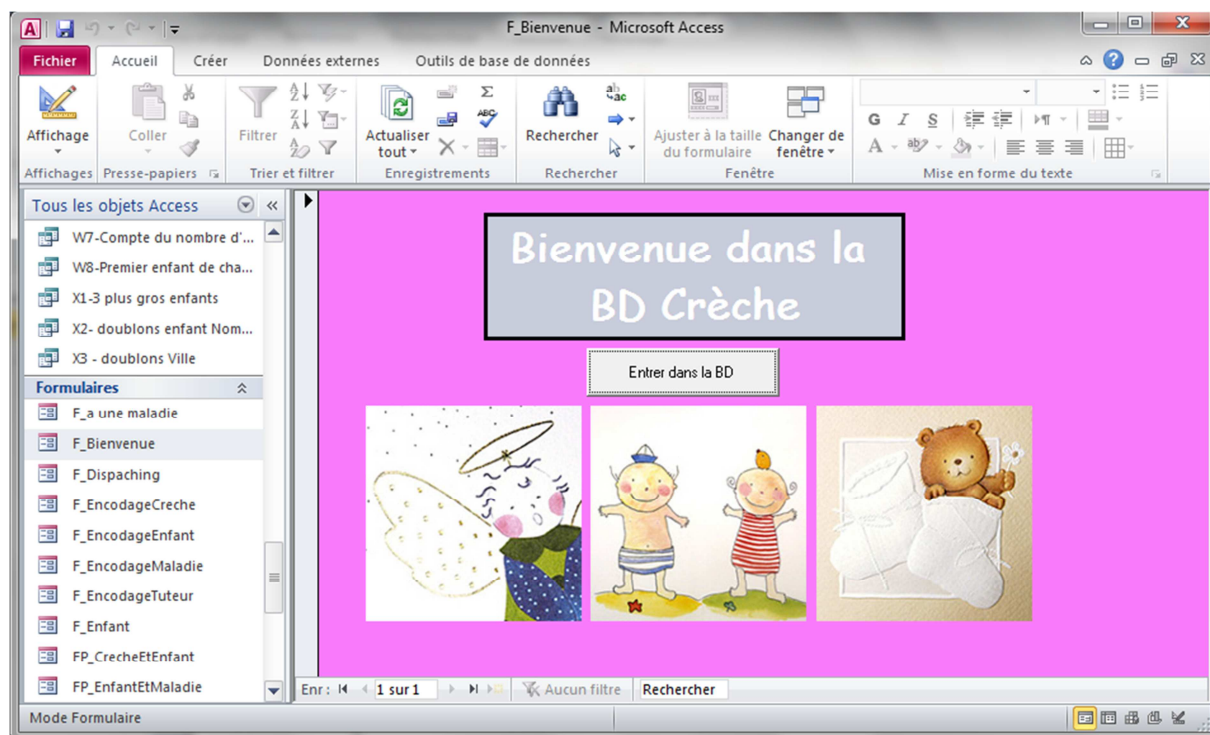 F_Bienvenue - Microsoft Access
Fichier Accueil Créer Données externes Outils de base de données
Affichage Coller Filtrer Actualiser tout Rechercher Ajuster à la taille du formulaire Changer de fenêtre
G I S
A
Affichages Presse-papiers Trier et filtrer Enregistrements Rechercher Fenêtre Mise en forme du texte
Tous les objets Access
W7-Compte du nombre d'...
W8-Premier enfant de cha...
X1-3 plus gros enfants
X2- doublons enfant Nom...
X3 - doublons Ville
Formulaires
F_a une maladie
F_Bienvenue
F_Dispaching
F_EncodageCreche
F_EncodageEnfant
F_EncodageMaladie
F_EncodageTuteur
F_Enfant
FP_CrecheEtEnfant
FP_EnfantEtMaladie
Bienvenue dans la
BD Crèche
Entrer dans la BD
Enr : 1 sur 1 Aucun filtre Rechercher
Mode Formulaire